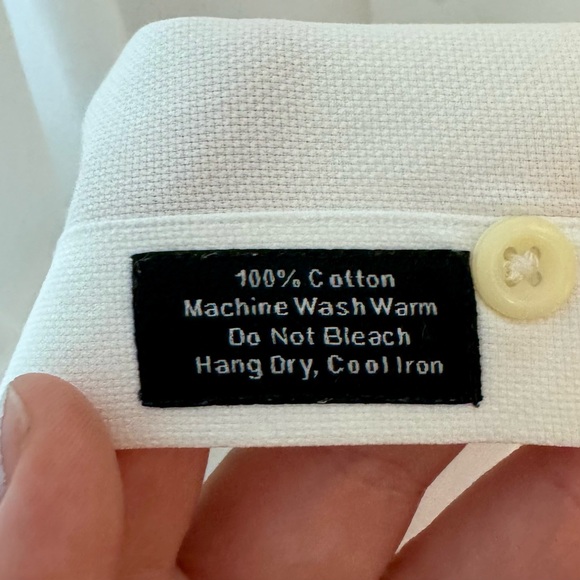 100% Cotton
Machine Wash Warm
Do Not Bleach
Hang Dry, Cool Iron